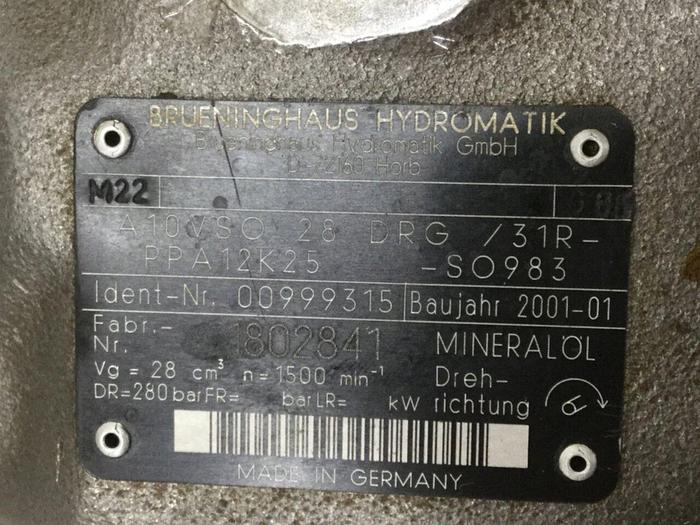 BRUENINGHAUS HYDROMATIK
Brueninghaus Hydromatik GmbH
D-72160 Horb
M22
A10VSO 28 DRG /31R-
PPA12K25 -SO983
Ident-Nr. 00999315 Baujahr 2001-01
Fabr.-
Nr. 1802841 MINERALÖL
Vg = 28 cm³ n = 1500 min⁻¹ Dreh-
DR=280 bar FR= bar LR= kW richtung
MADE IN GERMANY